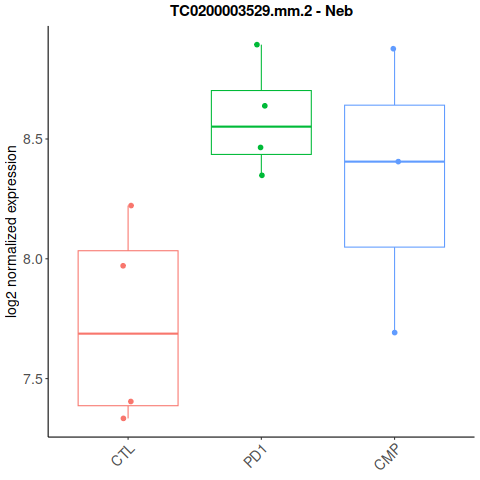 TC0200003529.mm.2 - Neb
log2 normalized expression
8.5
8.0
7.5
CTL
PD1
CMP